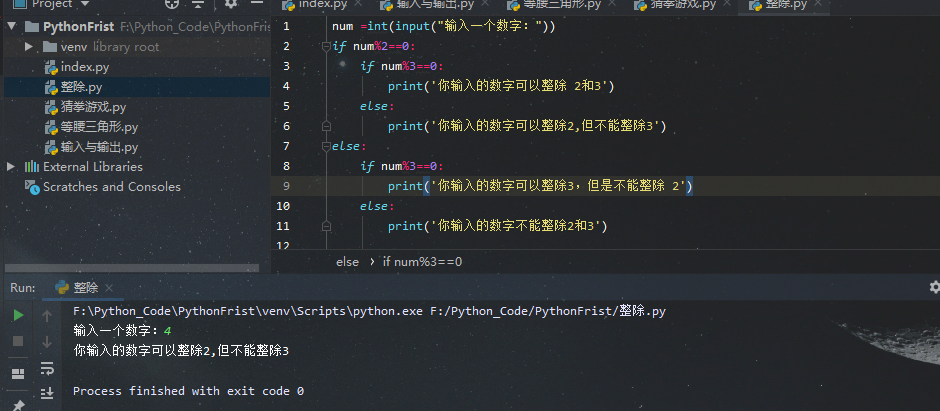 Project
index.py
输入与输出.py
等腰三角形.py
猜拳游戏.py
整除.py
PythonFrist F:\Python_Code\PythonFris
venv library root
index.py
整除.py
猜拳游戏.py
等腰三角形.py
输入与输出.py
External Libraries
Scratches and Consoles
1 num =int(input("输入一个数字："))
2 if num%2==0:
3 if num%3==0:
4 print('你输入的数字可以整除 2和3')
5 else:
6 print('你输入的数字可以整除2,但不能整除3')
7 else:
8 if num%3==0:
9 print('你输入的数字可以整除3，但是不能整除 2')
10 else:
11 print('你输入的数字不能整除2和3')
12
else › if num%3==0
Run: 整除
F:\Python_Code\PythonFrist\venv\Scripts\python.exe F:/Python_Code/PythonFrist/整除.py
输入一个数字：4
你输入的数字可以整除2,但不能整除3
Process finished with exit code 0